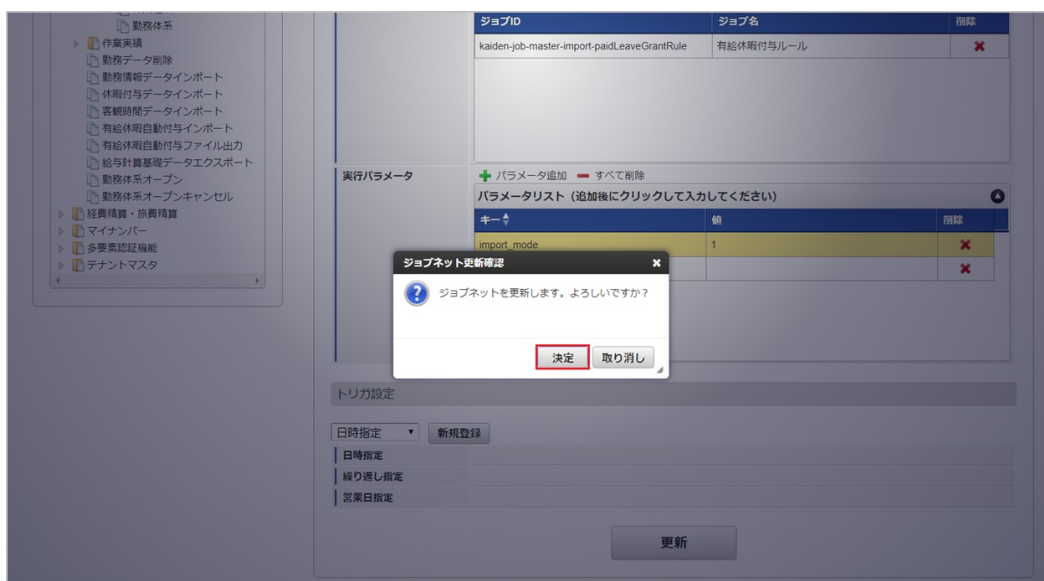 勤務体系
作業実績
勤務データ削除
勤務情報データインポート
休暇付与データインポート
客観時間データインポート
有給休暇自動付与インポート
有給休暇自動付与ファイル出力
給与計算基礎データエクスポート
勤務体系オープン
勤務体系オープンキャンセル
経費精算・旅費精算
マイナンバー
多要素認証機能
テナントマスタ
ジョブID ジョブ名 削除
kaiden-job-master-import-paidLeaveGrantRule 有給休暇付与ルール
実行パラメータ パラメータ追加 すべて削除
パラメータリスト（追加後にクリックして入力してください）
キー 値 削除
import_mode 1
ジョブネット更新確認
ジョブネットを更新します。よろしいですか？
決定 取り消し
トリガ設定
日時指定 新規登録
日時指定
繰り返し指定
営業日指定
更新